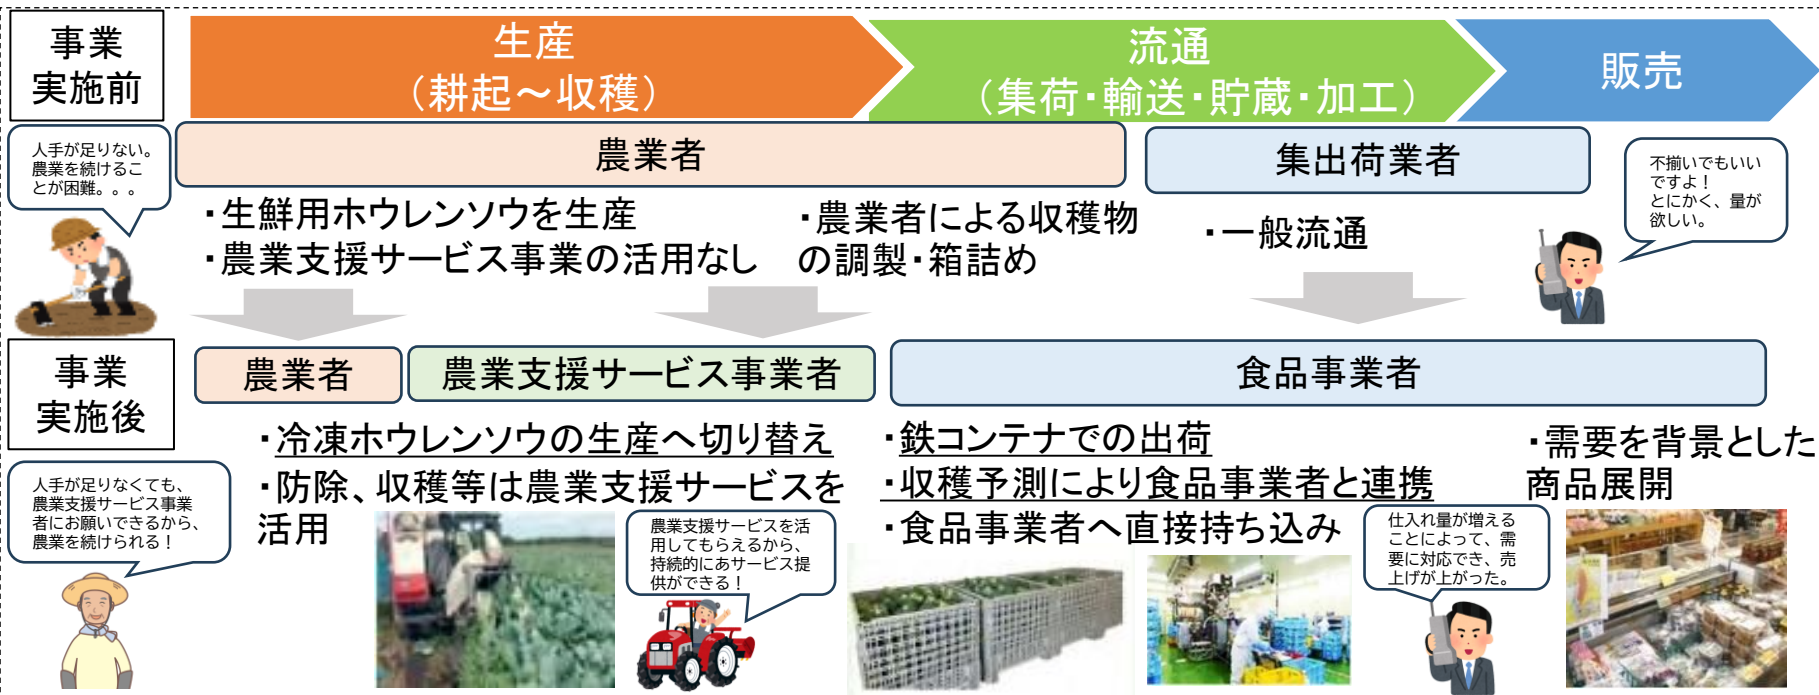 事業
実施前
生産
（耕起～収穫）
流通
（集荷・輸送・貯蔵・加工）
販売
人手が足りない。
農業を続けるこ
とが困難。。。
農業者
集出荷業者
不揃いでもいい
ですよ！
とにかく、量が
欲しい。
・生鮮用ホウレンソウを生産
・農業支援サービス事業の活用なし
・農業者による収穫物
の調製・箱詰め
・一般流通
事業
実施後
農業者
農業支援サービス事業者
食品事業者
・冷凍ホウレンソウの生産へ切り替え
・防除、収穫等は農業支援サービスを
活用
・鉄コンテナでの出荷
・収穫予測により食品事業者と連携
・食品事業者へ直接持ち込み
・需要を背景とした
商品展開
人手が足りなくても、
農業支援サービス事業
者にお願いできるから、
農業を続けられる！
農業支援サービスを活
用してもらえるから、
持続的にあサービス提
供ができる！
仕入れ量が増える
ことによって、需
要に対応でき、売
上げが上がった。